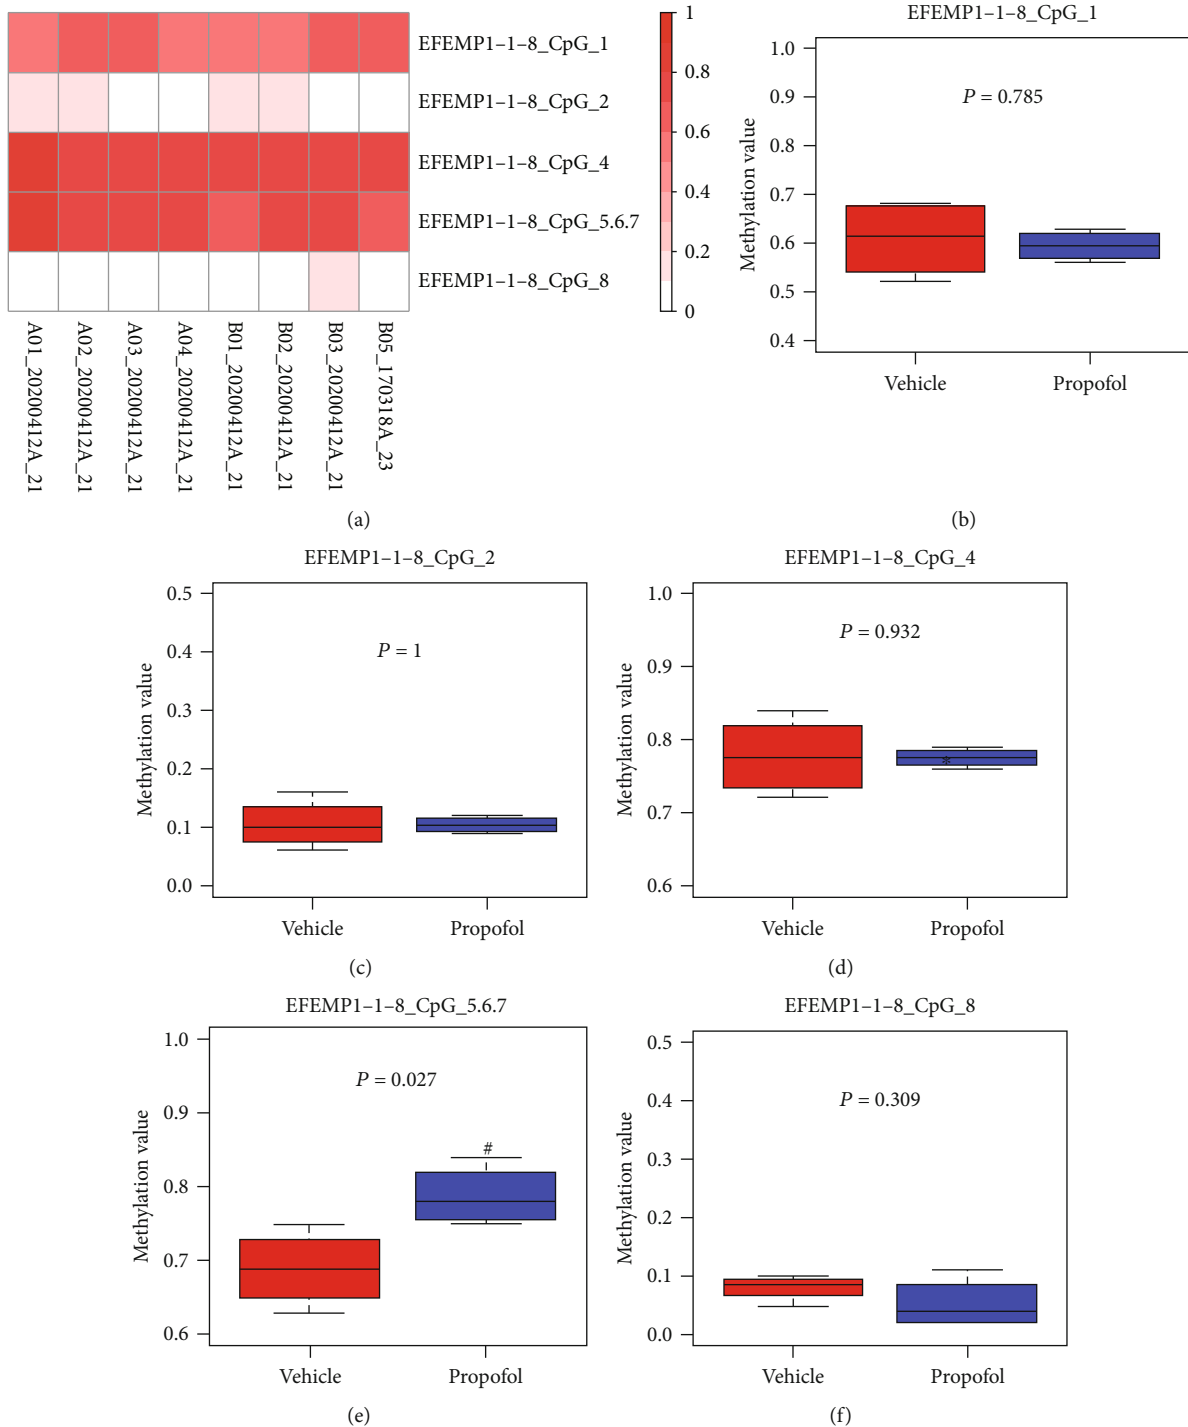 EFEMP1–1–8_CpG_1
EFEMP1–1–8_CpG_2
EFEMP1–1–8_CpG_4
EFEMP1–1–8_CpG_5.6.7
EFEMP1–1–8_CpG_8
A01_20200412A_21
A02_20200412A_21
A03_20200412A_21
A04_20200412A_21
B01_20200412A_21
B02_20200412A_21
B03_20200412A_21
B05_170318A_23
1
0.8
0.6
0.4
0.2
0
(a)
EFEMP1–1–8_CpG_1
Methylation value
1.0
0.9
0.8
0.7
0.6
0.5
0.4
P = 0.785
Vehicle
Propofol
(b)
EFEMP1–1–8_CpG_2
Methylation value
0.5
0.4
0.3
0.2
0.1
0.0
P = 1
Vehicle
Propofol
(c)
EFEMP1–1–8_CpG_4
Methylation value
1.0
0.9
0.8
0.7
0.6
P = 0.932
*
Vehicle
Propofol
(d)
EFEMP1–1–8_CpG_5.6.7
Methylation value
1.0
0.9
0.8
0.7
0.6
P = 0.027
#
Vehicle
Propofol
(e)
EFEMP1–1–8_CpG_8
Methylation value
0.5
0.4
0.3
0.2
0.1
0.0
P = 0.309
Vehicle
Propofol
(f)